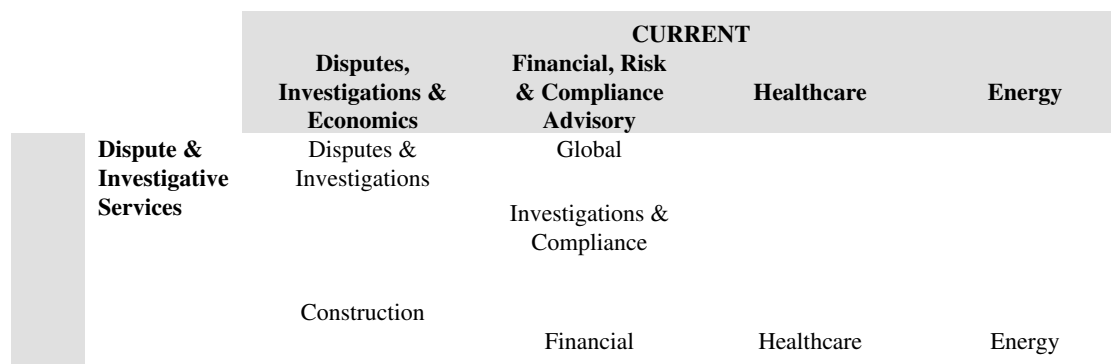 CURRENT
Disputes, Investigations & Economics
Financial, Risk & Compliance Advisory
Healthcare
Energy
Dispute & Investigative Services
Disputes & Investigations
Global
Investigations & Compliance
Construction
Financial
Healthcare
Energy